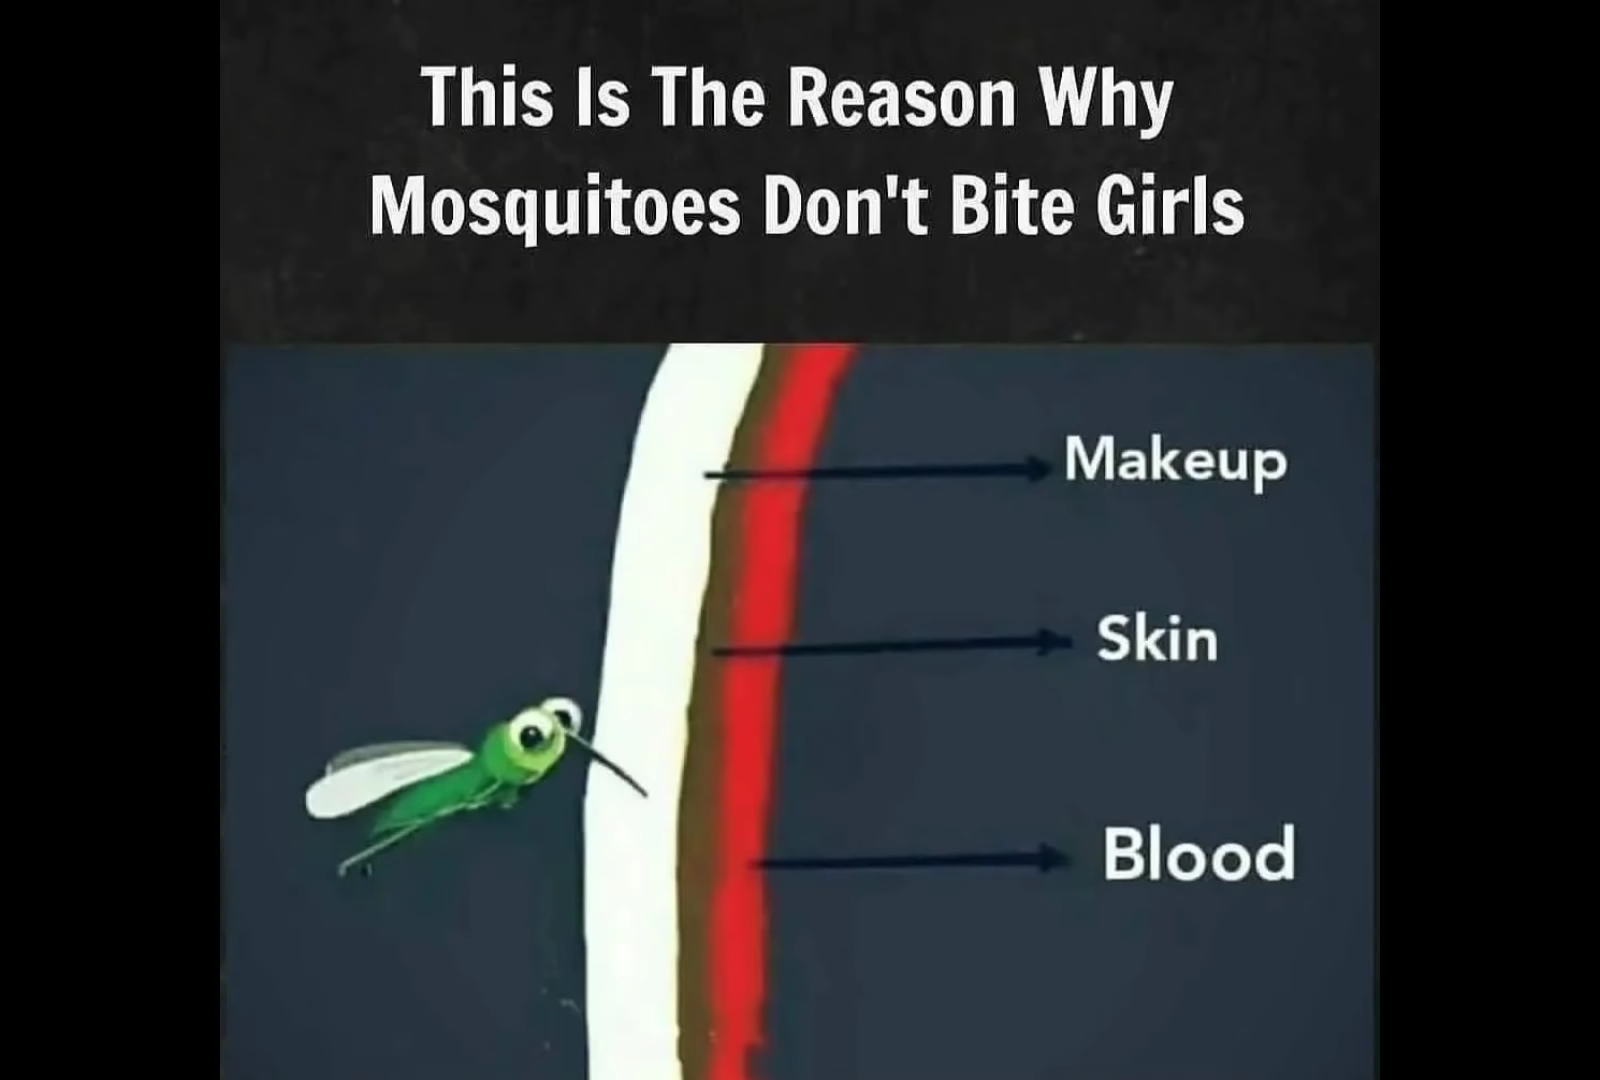 This Is The Reason Why
Mosquitoes Don't Bite Girls
Makeup
Skin
Blood